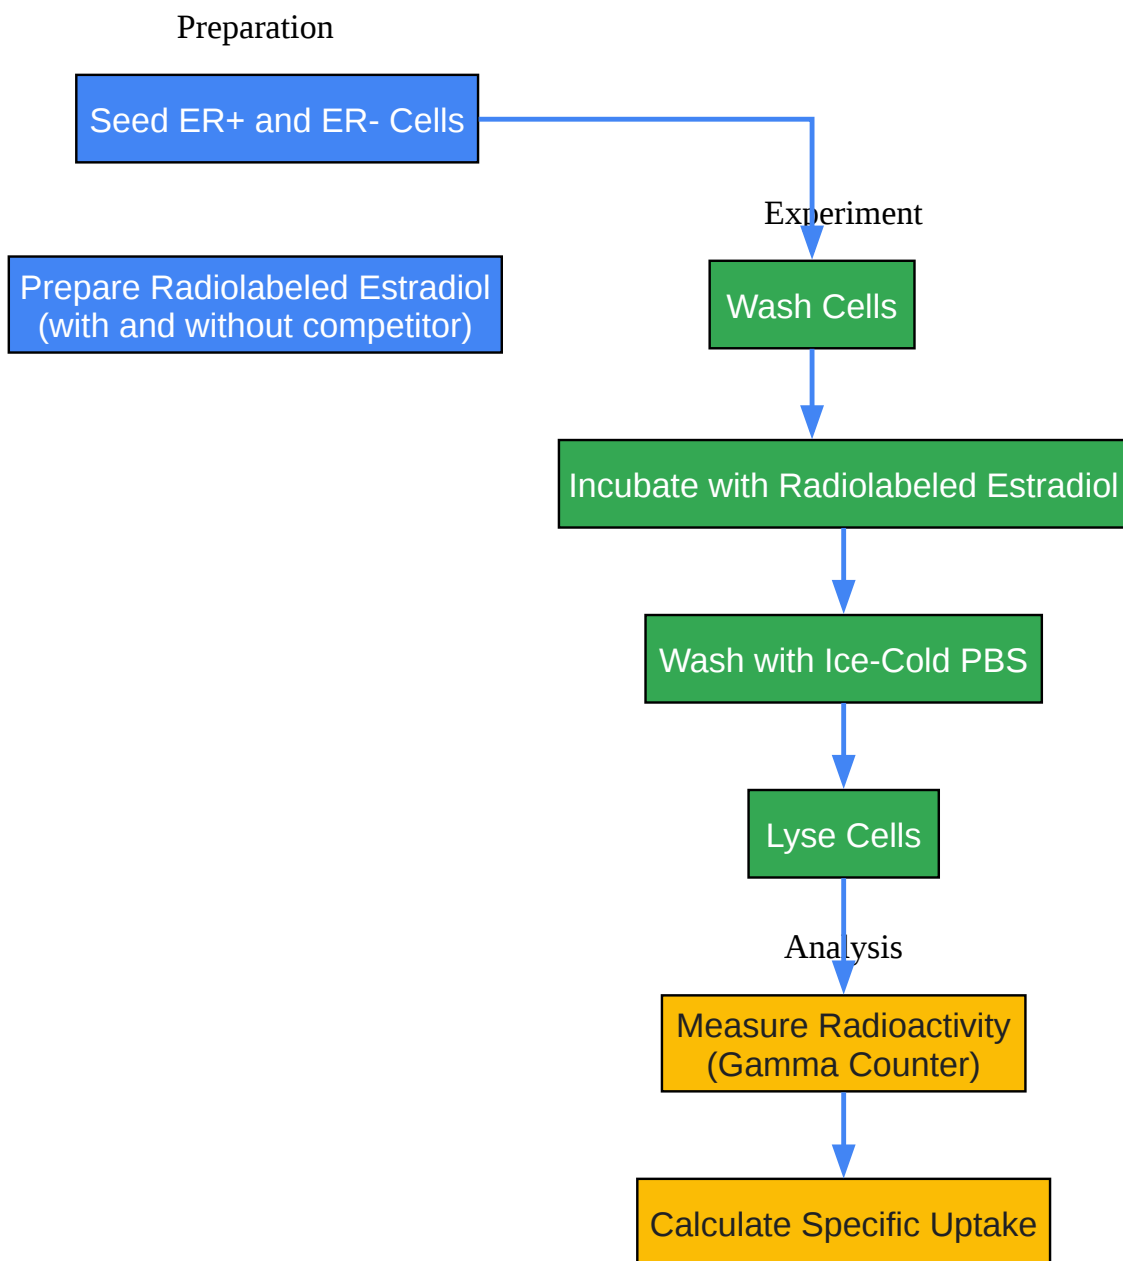 Preparation
Seed ER+ and ER- Cells
Prepare Radiolabeled Estradiol
(with and without competitor)
Experiment
Wash Cells
Incubate with Radiolabeled Estradiol
Wash with Ice-Cold PBS
Lyse Cells
Analysis
Measure Radioactivity
(Gamma Counter)
Calculate Specific Uptake